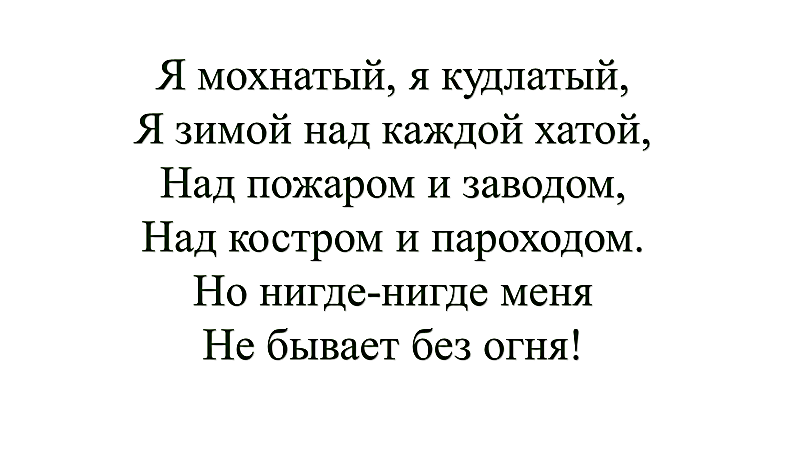 Я мохнатый, я кудлатый,
Я зимой над каждой хатой,
Над пожаром и заводом,
Над костром и пароходом.
Но нигде-нигде меня
Не бывает без огня!